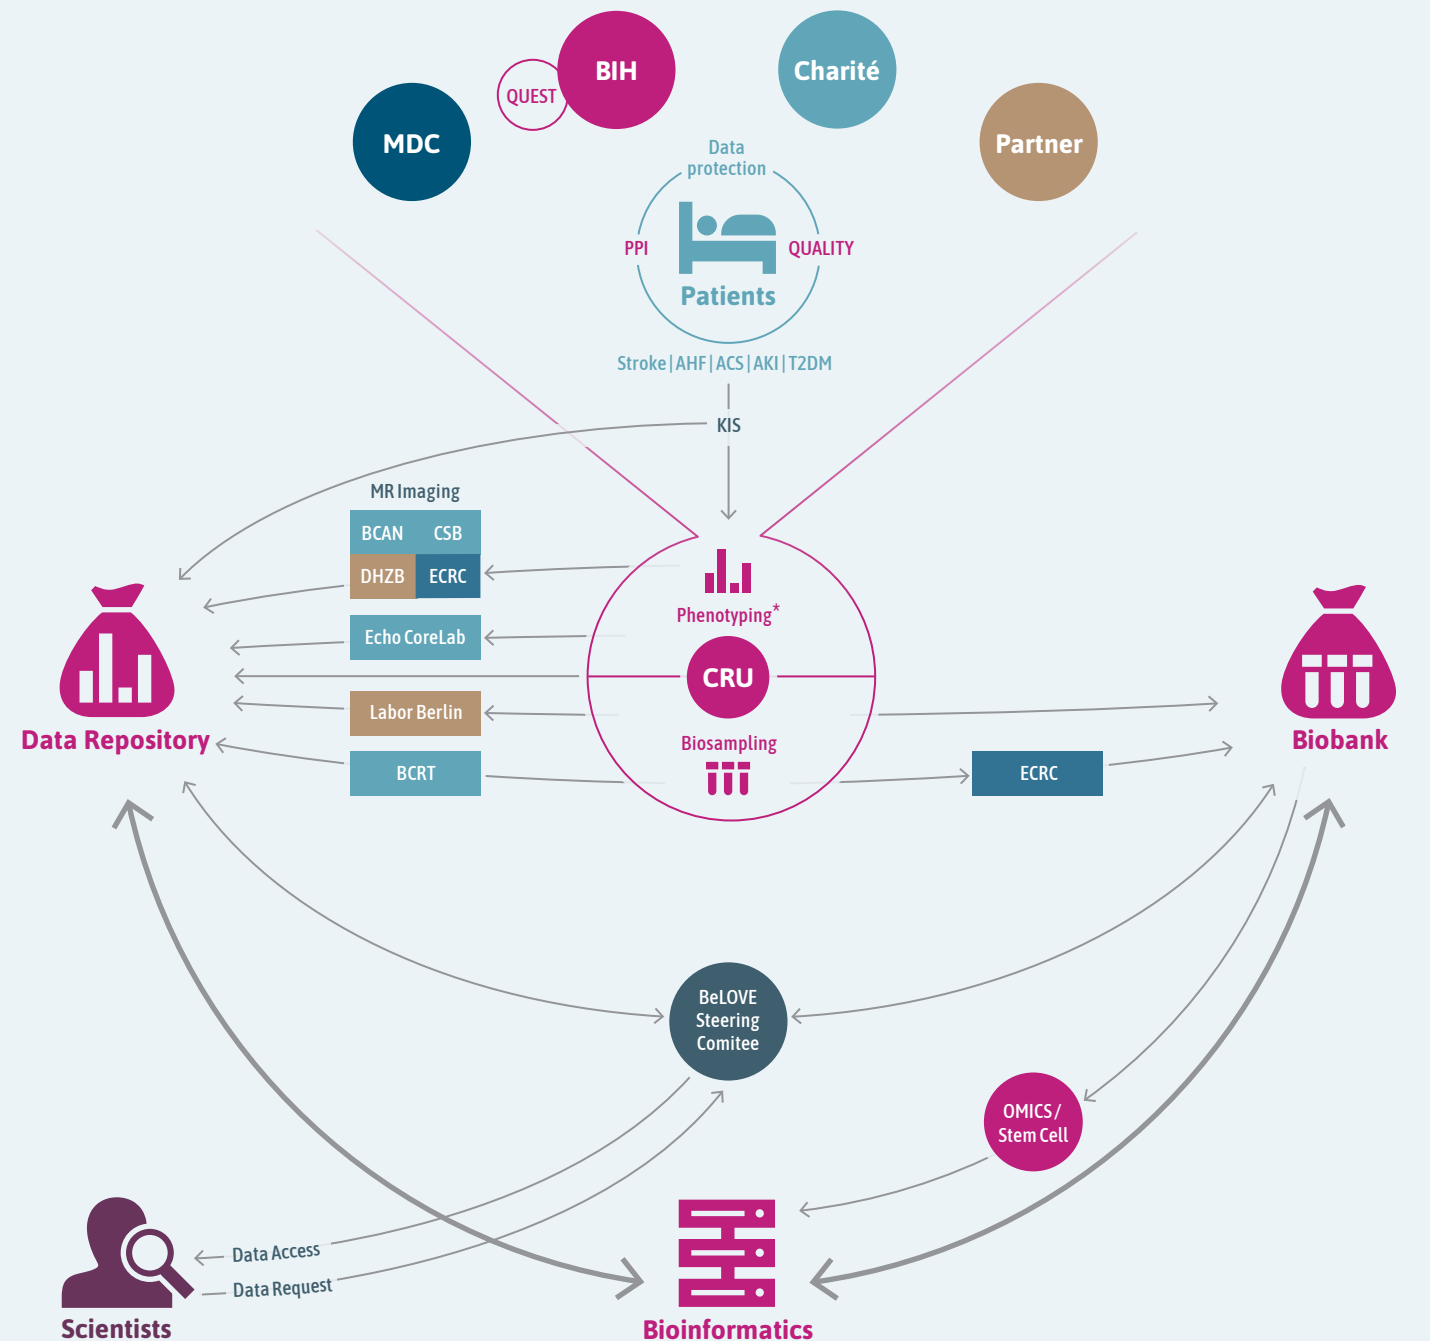 BIH
Charité
QUEST
MDC
Partner
Data
protection
PPI
QUALITY
Patients
Stroke|AHF|ACS|AKI|T2DM
KIS
MR Imaging
BCAN
CSB
DHZB
ECRC
Phenotyping*
Echo CoreLab
CRU
Labor Berlin
Biosampling
BCRT
ECRC
Data Repository
Biobank
BeLOVE
Steering
Comitee
OMICS /
Stem Cell
Data Access
Data Request
Scientists
Bioinformatics